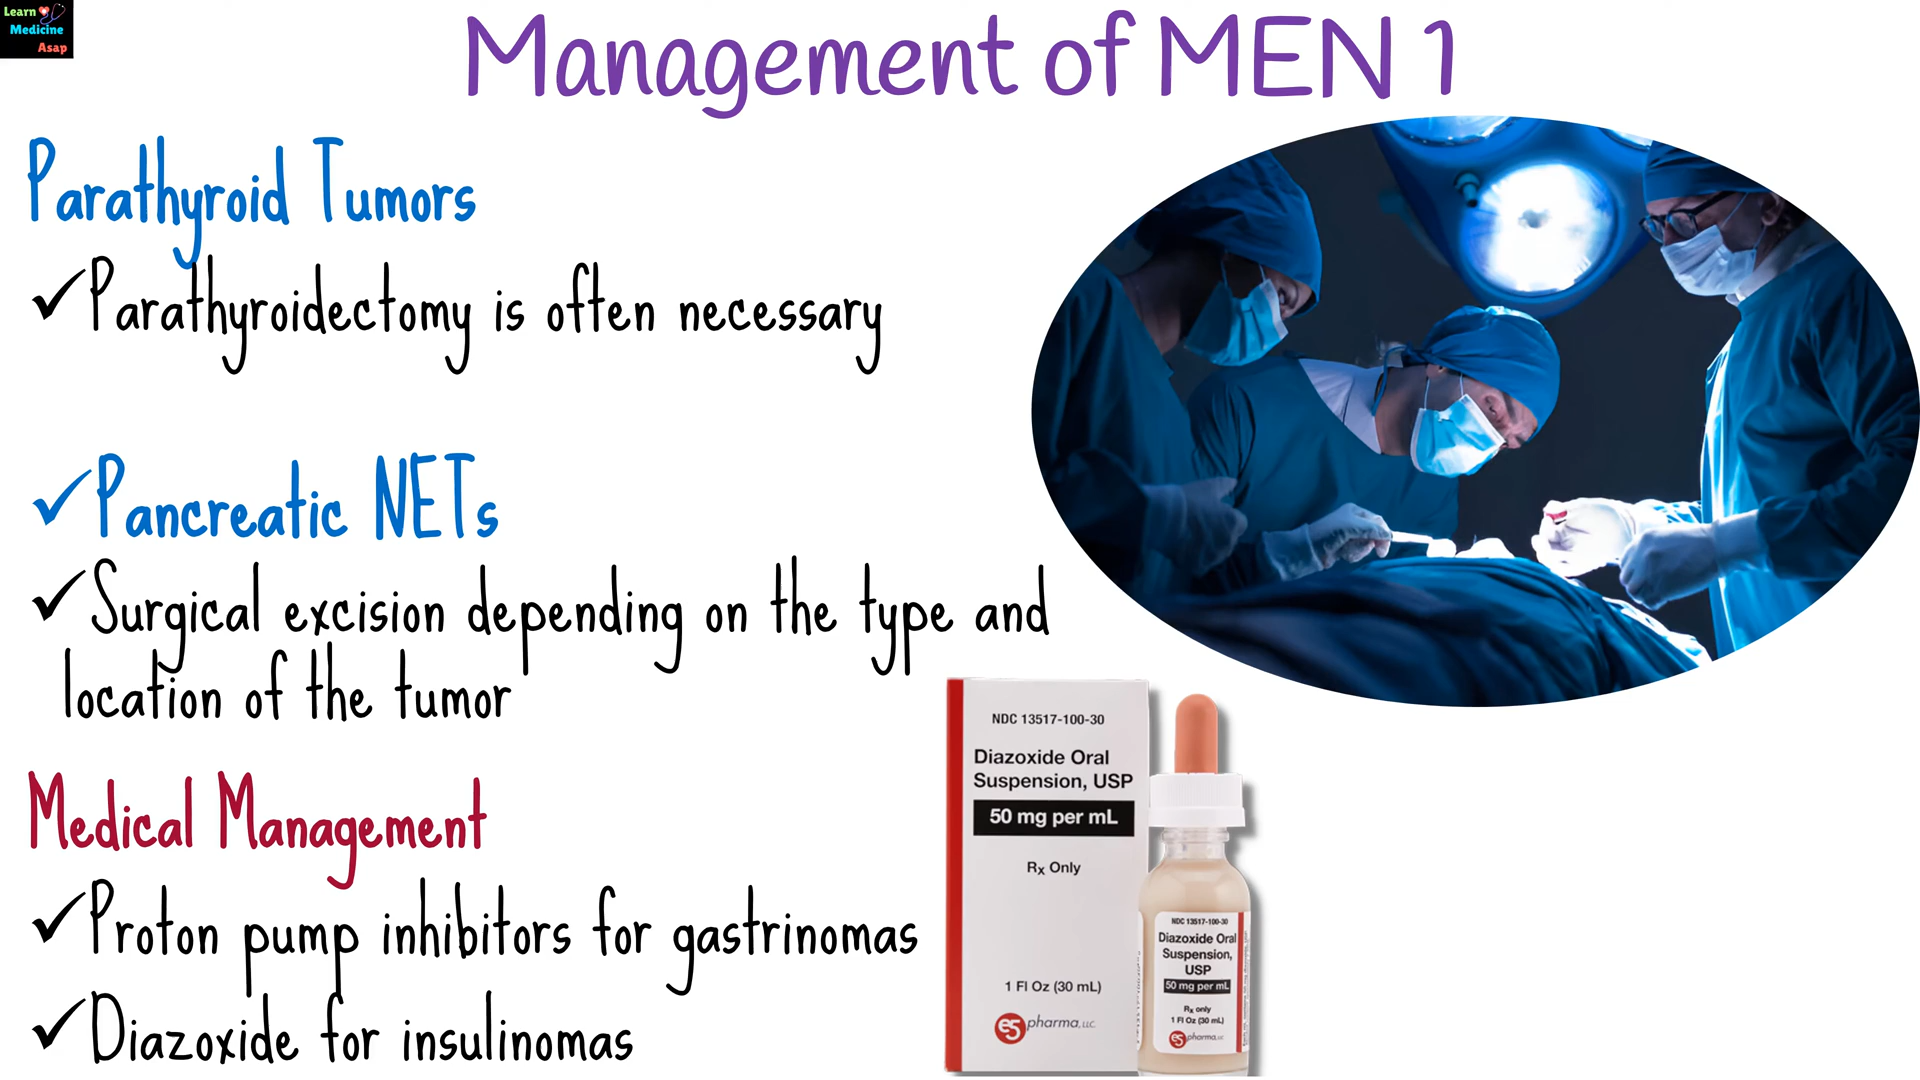 Learn
Medicine
Asap
Management of MEN 1
Parathyroid Tumors
✓Parathyroidectomy is often necessary
✓Pancreatic NETs
✓Surgical excision depending on the type and
location of the tumor
Medical Management
✓Proton pump inhibitors for gastrinomas
✓Diazoxide for insulinomas
NDC 13517-100-30
Diazoxide Oral
Suspension, USP
50 mg per mL
Rx Only
1 Fl Oz (30 mL)
e5 pharma, LLC
NDC 13517-100-30
Diazoxide Oral
Suspension,
USP
50 mg per mL
Rx only
1 Fl Oz (30 mL)
e5 pharma, LLC